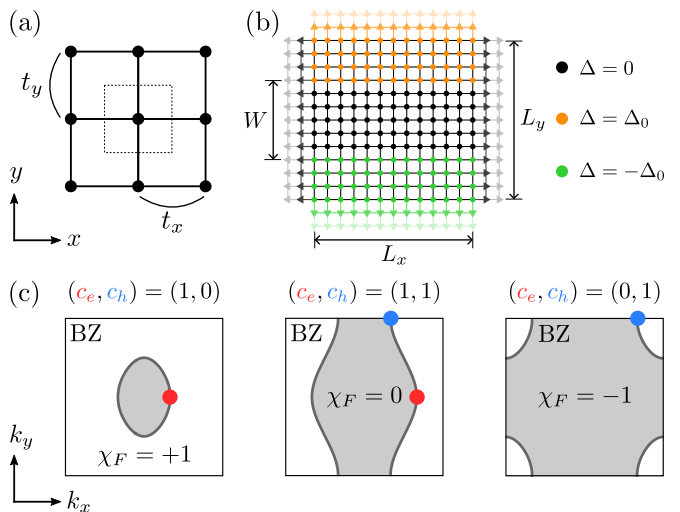 (a)
t_y
t_x
y
x
(b)
W
L_y
L_x
Δ = 0
Δ = Δ_0
Δ = −Δ_0
(c)
(c_e, c_h) = (1, 0)
BZ
χ_F = +1
(c_e, c_h) = (1, 1)
BZ
χ_F = 0
(c_e, c_h) = (0, 1)
BZ
χ_F = −1
k_y
k_x